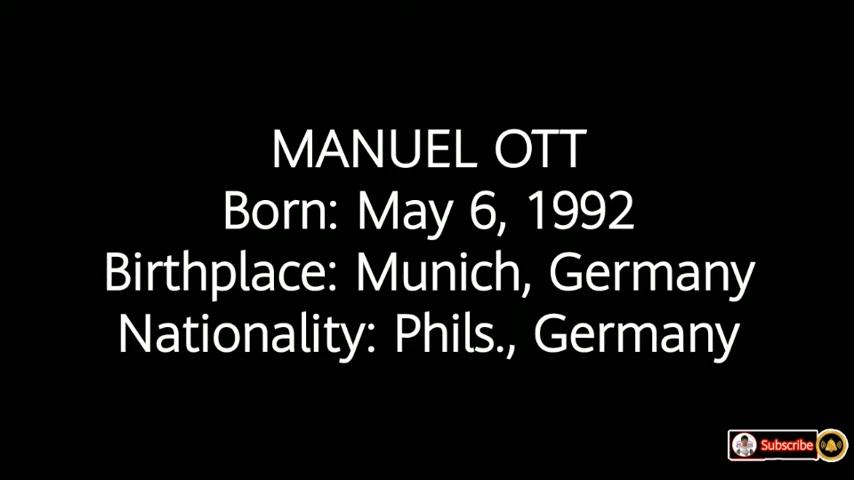 MANUEL OTT
Born: May 6, 1992
Birthplace: Munich, Germany
Nationality: Phils., Germany
Subscribe